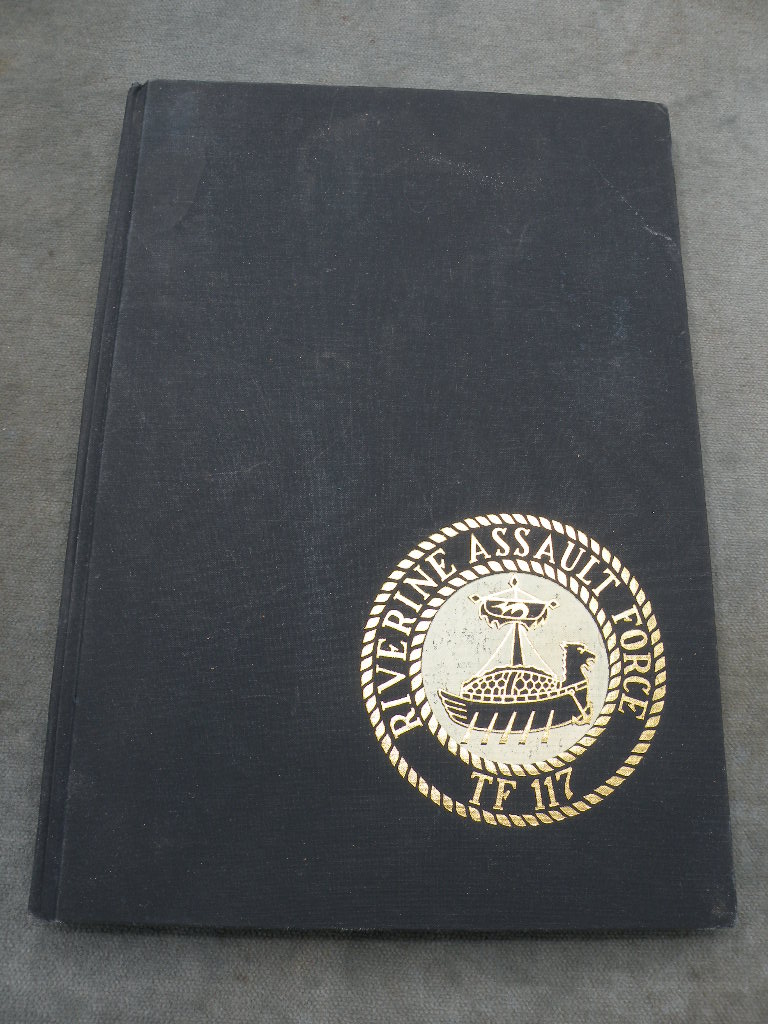 RIVERINE ASSAULT FORCE
TF 117